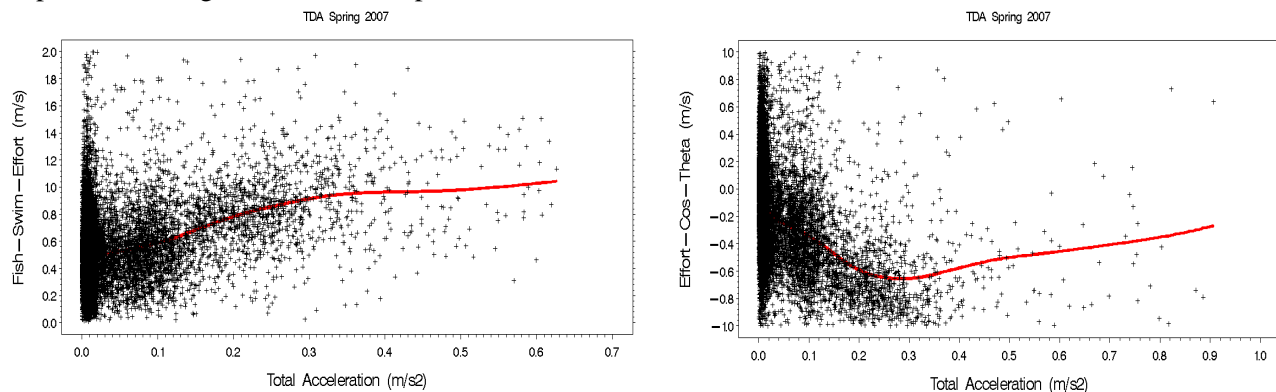 TDA Spring 2007
Fish−Swim−Effort (m/s)
2.0
1.8
1.6
1.4
1.2
1.0
0.8
0.6
0.4
0.2
0.0
0.0 0.1 0.2 0.3 0.4 0.5 0.6 0.7
Total Acceleration (m/s2)
TDA Spring 2007
Effort−Cos−Theta (m/s)
1.0
0.8
0.6
0.4
0.2
0.0
−0.2
−0.4
−0.6
−0.8
−1.0
0.0 0.1 0.2 0.3 0.4 0.5 0.6 0.7 0.8 0.9 1.0
Total Acceleration (m/s2)